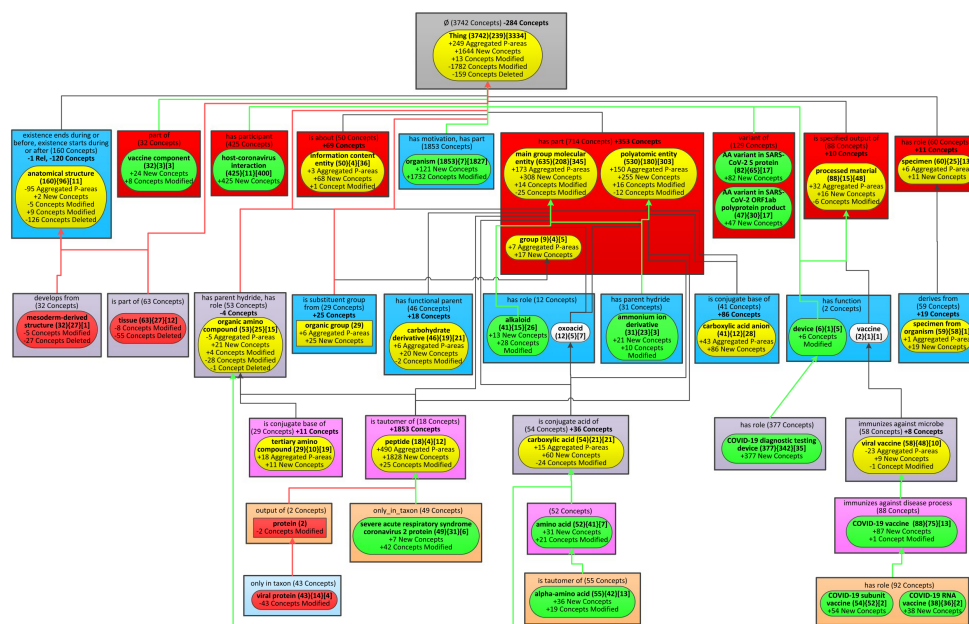 Ø (3742 Concepts) -284 Concepts
Thing (3742){239}[3334]
+249 Aggregated P-areas
+1644 New Concepts
+13 Concepts Modified
-1782 Concepts Modified
-159 Concepts Deleted
existence ends during or
before, existence starts during
or after (160 Concepts)
-1 Rel, -120 Concepts
anatomical structure
(160){96}[11]
-95 Aggregated P-areas
+2 New Concepts
-5 Concepts Modified
+9 Concepts Modified
-126 Concepts Deleted
part of
(32 Concepts)
vaccine component
(32){3}[3]
+24 New Concepts
+8 Concepts Modified
has participant
(425 Concepts)
host-coronavirus
interaction
(425){11}[400]
+425 New Concepts
is about (50 Concepts)
+69 Concepts
information content
entity (50){4}[36]
+3 Aggregated P-areas
+68 New Concepts
+1 Concept Modified
has motivation, has part
(1853 Concepts)
organism (1853){7}[1827]
+121 New Concepts
+1732 Concepts Modified
has part (714 Concepts) +353 Concepts
main group molecular
entity (635){208}[345]
+173 Aggregated P-areas
+308 New Concepts
+14 Concepts Modified
-25 Concepts Modified
polyatomic entity
(530){180}[303]
+150 Aggregated P-areas
+255 New Concepts
+16 Concepts Modified
-12 Concepts Modified
group (9){4}[5]
+7 Aggregated P-areas
+17 New Concepts
variant of
(125 Concepts)
AA variant in SARS-
CoV-2 S protein
(82){65}[17]
+82 New Concepts
AA variant in SARS-
CoV-2 ORF1ab
polyprotein product
(47){30}[17]
+47 New Concepts
is specified output of
(88 Concepts)
+10 Concepts
processed material
(88){15}[48]
+32 Aggregated P-areas
+16 New Concepts
-6 Concepts Modified
has role (60 Concepts)
+11 Concepts
specimen (60){25}[13]
+6 Aggregated P-areas
+11 New Concepts
develops from
(32 Concepts)
mesoderm-derived
structure (32){27}[1]
-5 Concepts Modified
-27 Concepts Deleted
is part of (63 Concepts)
tissue (63){27}[12]
-8 Concepts Modified
-55 Concepts Deleted
has parent hydride, has role
(53 Concepts)
-4 Concepts
organic amino
compound (53){25}[15]
-5 Aggregated P-areas
+21 New Concepts
+4 Concepts Modified
-28 Concepts Modified
-1 Concept Deleted
is substituent group
from (29 Concepts)
+25 Concepts
organic group (29)
+6 Aggregated P-areas
+25 New Concepts
has functional parent
(46 Concepts)
+18 Concepts
carbohydrate
derivative (46){19}[21]
+6 Aggregated P-areas
+20 New Concepts
-2 Concepts Modified
has role (12 Concepts)
alkaloid
(41){15}[26]
+13 New Concepts
+28 Concepts
Modified
oxoacid
(12){5}[7]
has parent hydride
(31 Concepts)
ammonium ion
derivative
(31){23}[3]
+21 New Concepts
+10 Concepts
Modified
is conjugate base of
(41 Concepts)
+86 Concepts
carboxylic acid anion
(41){12}[28]
+43 Aggregated P-areas
+86 New Concepts
has function
(2 Concepts)
device (6){1}[5]
+6 Concepts
Modified
vaccine
(2){1}[1]
derives from
(59 Concepts)
+19 Concepts
specimen from
organism (59){58}[1]
+1 Aggregated P-areas
+19 New Concepts
is conjugate base of
(29 Concepts) +11 Concepts
tertiary amino
compound (29){10}[19]
+18 Aggregated P-areas
+11 New Concepts
is tautomer of (18 Concepts)
+1853 Concepts
peptide (18){4}[12]
+490 Aggregated P-areas
+1828 New Concepts
+25 Concepts Modified
is conjugate acid of
(54 Concepts) +36 Concepts
carboxylic acid (54){21}[21]
+15 Aggregated P-areas
+60 New Concepts
-24 Concepts Modified
has role (377 Concepts)
COVID-19 diagnostic testing
device (377){342}[35]
+377 New Concepts
immunizes against microbe
(58 Concepts) +8 Concepts
viral vaccine (58){48}[10]
-23 Aggregated P-areas
+9 New Concepts
-1 Concept Modified
output of (2 Concepts)
protein (2)
-2 Concepts Modified
only_in_taxon (49 Concepts)
severe acute respiratory syndrome
coronavirus 2 protein (49){31}[6]
+7 New Concepts
+42 Concepts Modified
(52 Concepts)
amino acid (52){41}[7]
+31 New Concepts
+21 Concepts Modified
immunizes against disease process
(88 Concepts)
COVID-19 vaccine (88){75}[13]
+87 New Concepts
+1 Concept Modified
only in taxon (43 Concepts)
viral protein (43){14}[4]
-43 Concepts Modified
is tautomer of (55 Concepts)
alpha-amino acid (55){42}[13]
+36 New Concepts
+19 Concepts Modified
has role (92 Concepts)
COVID-19 subunit
vaccine (54){52}[2]
+54 New Concepts
COVID-19 RNA
vaccine (38){36}[2]
+38 New Concepts